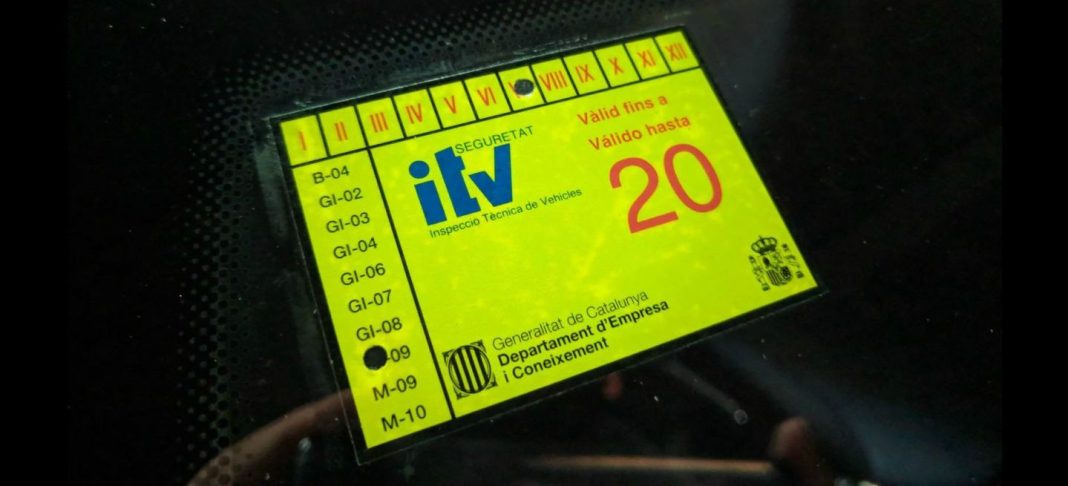 I II III IV V VI VIII IX X XI XII
B-04
GI-02
GI-03
GI-04
GI-06
GI-07
GI-08
-09
M-09
M-10
SEGURETAT
itv
Inspeccio Tècnica de Vehicles
Vàlid fins a
Válido hasta
20
Generalitat de Catalunya
Departament d'Empresa
i Coneixement